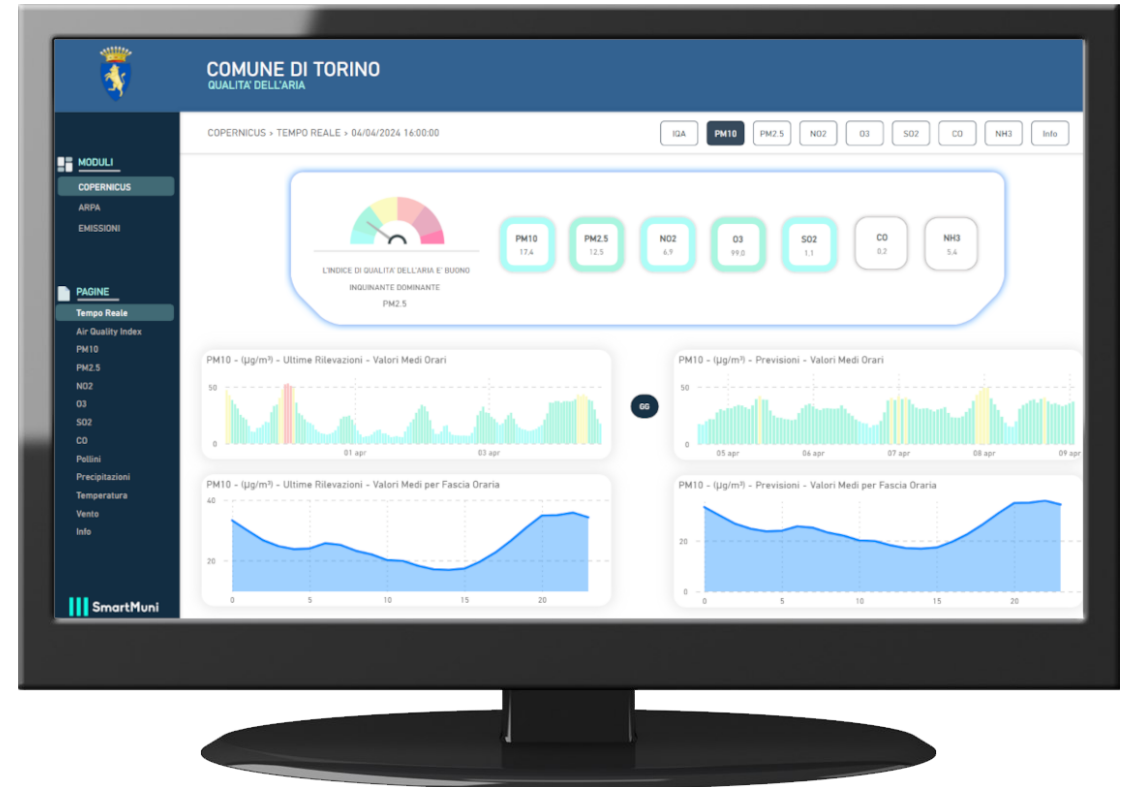 COMUNE DI TORINO
QUALITA' DELL'ARIA
COPERNICUS > TEMPO REALE > 04/04/2024 16:00:00
IQA PM10 PM2.5 NO2 O3 SO2 CO NH3 Info
MODULI
COPERNICUS
ARPA
EMISSIONI
PAGINE
Tempo Reale
Air Quality Index
PM10
PM2.5
NO2
O3
SO2
CO
Pollini
Precipitazioni
Temperatura
Vento
Info
SmartMuni
L'INDICE DI QUALITA' DELL'ARIA E' BUONO
INQUINANTE DOMINANTE
PM2.5
PM10 PM2.5 NO2 O3 SO2 CO NH3
17,4 12,5 6,9 99,0 1,1 0,2 5,4
PM10 - (µg/m³) - Ultime Rilevazioni - Valori Medi Orari
50
0
01 apr 03 apr
GG
PM10 - (µg/m³) - Previsioni - Valori Medi Orari
50
0
05 apr 06 apr 07 apr 08 apr 09 apr
PM10 - (µg/m³) - Ultime Rilevazioni - Valori Medi per Fascia Oraria
40
20
0 5 10 15 20
PM10 - (µg/m³) - Previsioni - Valori Medi per Fascia Oraria
20
0
0 5 10 15 20